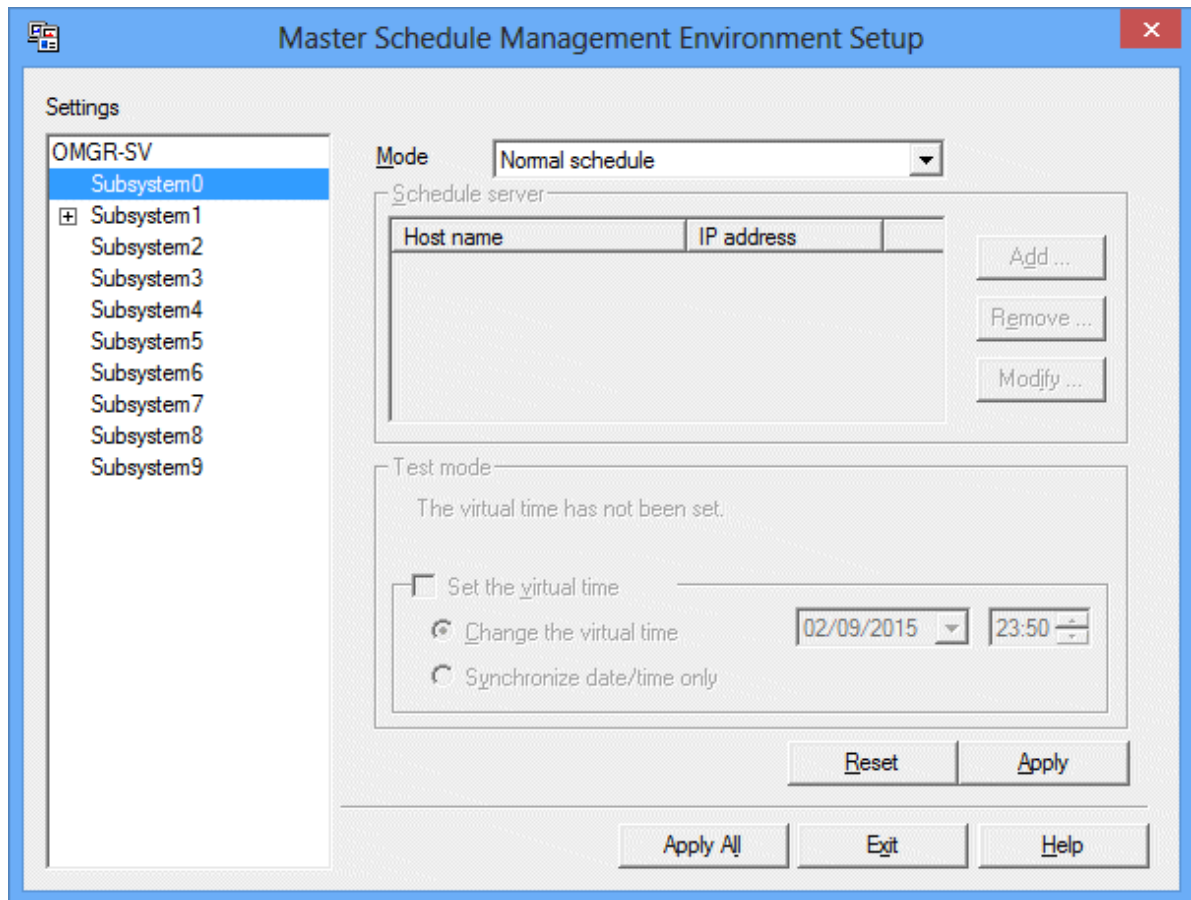 Master Schedule Management Environment Setup
Settings
OMGR-SV
Subsystem0
Subsystem1
Subsystem2
Subsystem3
Subsystem4
Subsystem5
Subsystem6
Subsystem7
Subsystem8
Subsystem9
Mode Normal schedule
Schedule server
Host name IP address
Add ...
Remove ...
Modify ...
Test mode
The virtual time has not been set.
Set the virtual time
Change the virtual time 02/09/2015 23:50
Synchronize date/time only
Reset Apply
Apply All Exit Help